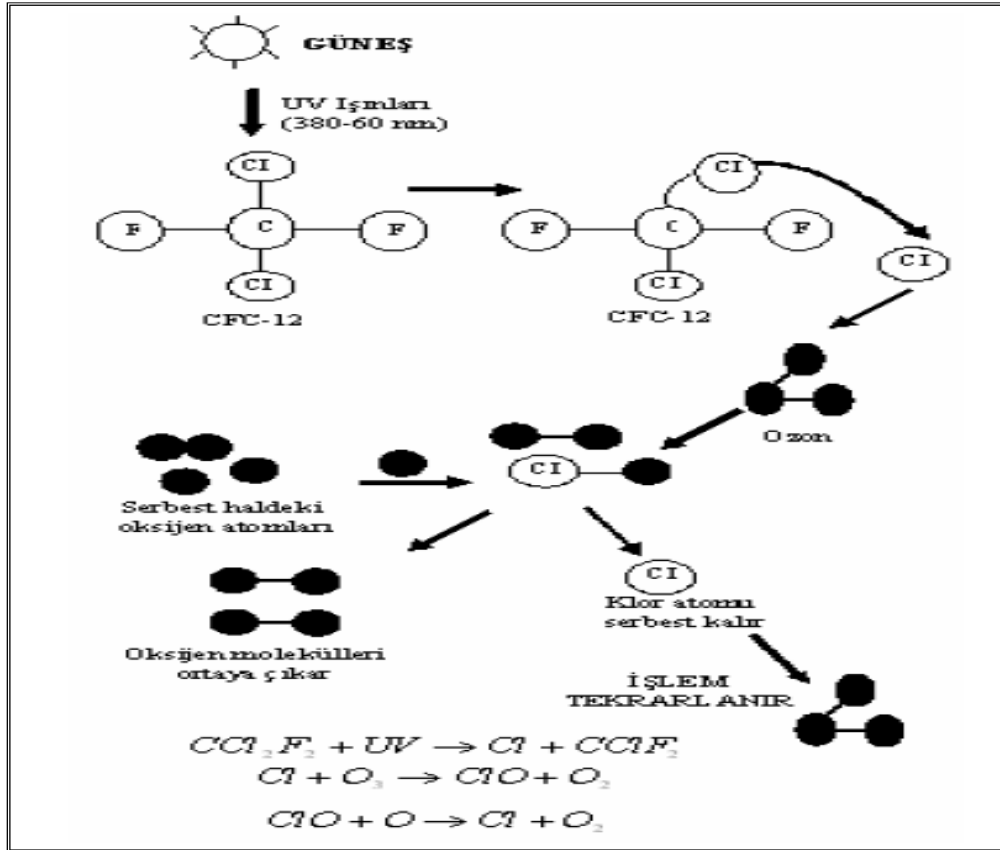 GÜNEŞ
UV Işınları
(380-60 nm)
Cl
F C F
Cl
CFC-12
Cl
F C F
Cl
CFC-12
Cl
Ozon
Cl
Serbest haldeki
oksijen atomları
Cl
Klor atomu
serbest kalır
Oksijen molekülleri
ortaya çıkar
İŞLEM
TEKRARLANIR
CCl₂F₂ + UV → Cl + CClF₂
Cl + O₃ → ClO + O₂
ClO + O → Cl + O₂